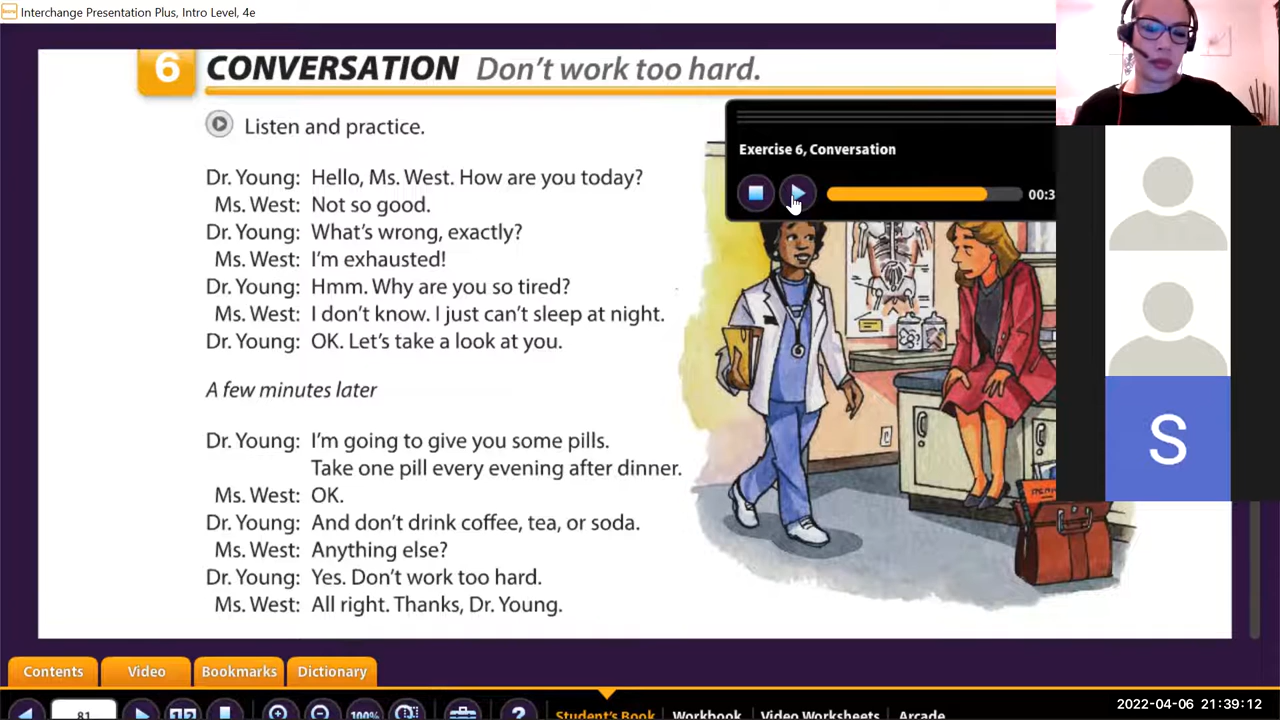 Interchange Presentation Plus, Intro Level, 4e
6 CONVERSATION Don't work too hard.
Listen and practice.
Dr. Young: Hello, Ms. West. How are you today?
Ms. West: Not so good.
Dr. Young: What's wrong, exactly?
Ms. West: I'm exhausted!
Dr. Young: Hmm. Why are you so tired?
Ms. West: I don't know. I just can't sleep at night.
Dr. Young: OK. Let's take a look at you.
A few minutes later
Dr. Young: I'm going to give you some pills.
Take one pill every evening after dinner.
Ms. West: OK.
Dr. Young: And don't drink coffee, tea, or soda.
Ms. West: Anything else?
Dr. Young: Yes. Don't work too hard.
Ms. West: All right. Thanks, Dr. Young.
Exercise 6, Conversation
00:3
S
Contents Video Bookmarks Dictionary
81 100% ? Student's Book Workbook Video Worksheets Arcade
2022-04-06 21:39:12